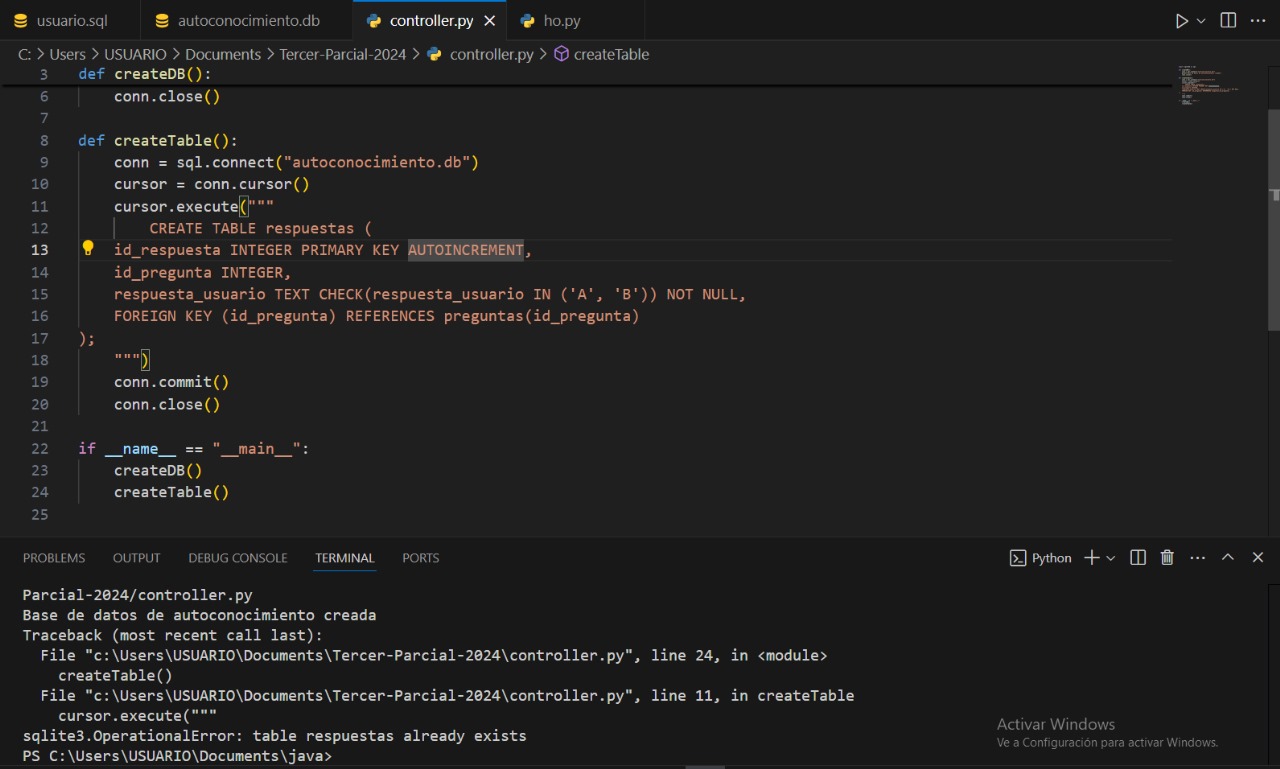 usuario.sql autoconocimiento.db controller.py ho.py
C: > Users > USUARIO > Documents > Tercer-Parcial-2024 > controller.py > createTable
3 def createDB():
6 conn.close()
7
8 def createTable():
9 conn = sql.connect("autoconocimiento.db")
10 cursor = conn.cursor()
11 cursor.execute("""
12 CREATE TABLE respuestas (
13 id_respuesta INTEGER PRIMARY KEY AUTOINCREMENT,
14 id_pregunta INTEGER,
15 respuesta_usuario TEXT CHECK(respuesta_usuario IN ('A', 'B')) NOT NULL,
16 FOREIGN KEY (id_pregunta) REFERENCES preguntas(id_pregunta)
17 );
18 """)
19 conn.commit()
20 conn.close()
21
22 if __name__ == "__main__":
23 createDB()
24 createTable()
25
PROBLEMS OUTPUT DEBUG CONSOLE TERMINAL PORTS Python
Parcial-2024/controller.py
Base de datos de autoconocimiento creada
Traceback (most recent call last):
File "c:\Users\USUARIO\Documents\Tercer-Parcial-2024\controller.py", line 24, in <module>
createTable()
File "c:\Users\USUARIO\Documents\Tercer-Parcial-2024\controller.py", line 11, in createTable
cursor.execute("""
sqlite3.OperationalError: table respuestas already exists
PS C:\Users\USUARIO\Documents\java>
Activar Windows
Ve a Configuración para activar Windows.